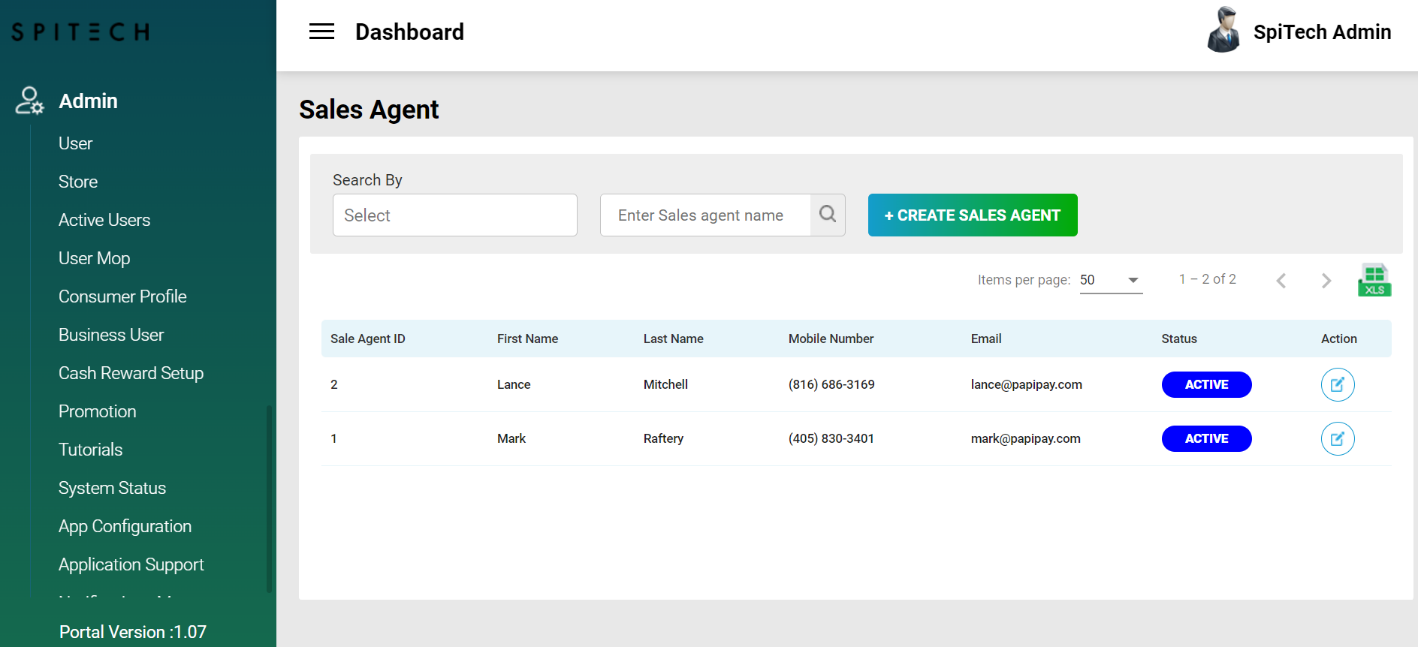 SPITECH
Dashboard
SpiTech Admin
Admin
User
Store
Active Users
User Mop
Consumer Profile
Business User
Cash Reward Setup
Promotion
Tutorials
System Status
App Configuration
Application Support
Portal Version :1.07
Sales Agent
Search By
Select
Enter Sales agent name
+ CREATE SALES AGENT
Items per page: 50
1 – 2 of 2
XLS
Sale Agent ID First Name Last Name Mobile Number Email Status Action
2 Lance Mitchell (816) 686-3169 lance@papipay.com ACTIVE
1 Mark Raftery (405) 830-3401 mark@papipay.com ACTIVE